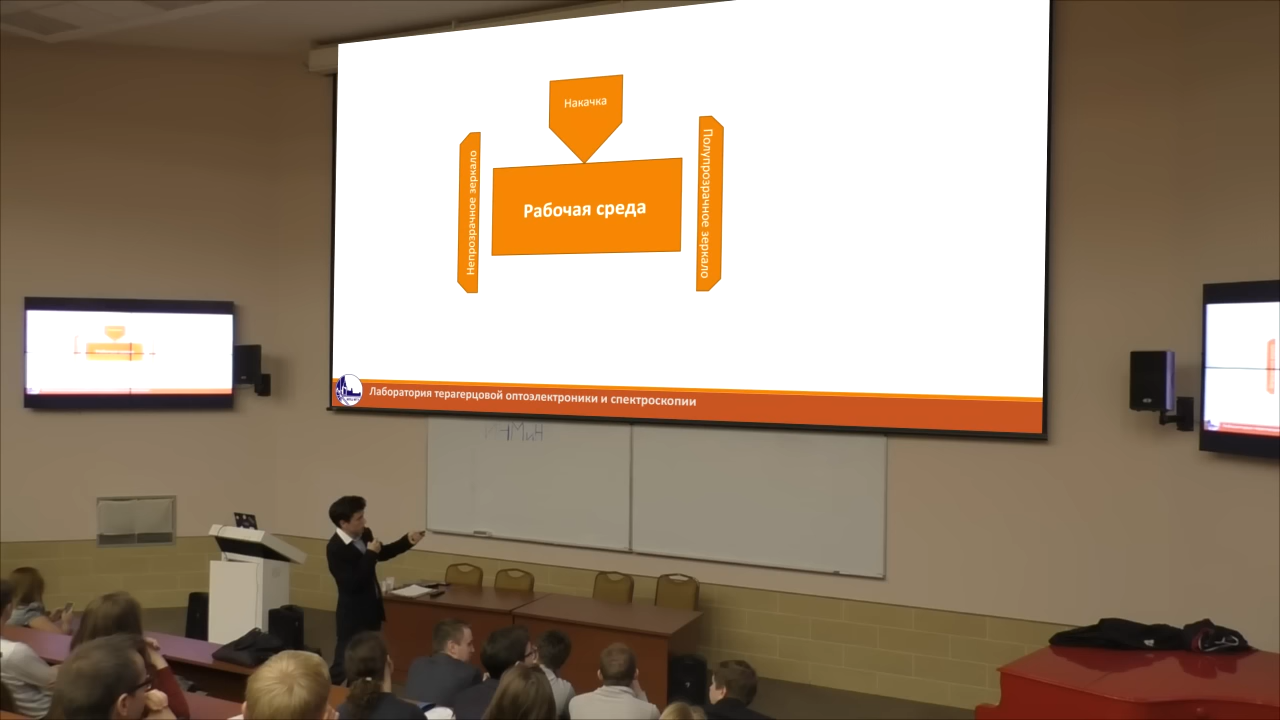 Накачка
Непрозрачное зеркало
Рабочая среда
Полупрозрачное зеркало
Лаборатория терагерцовой оптоэлектроники и спектроскопии